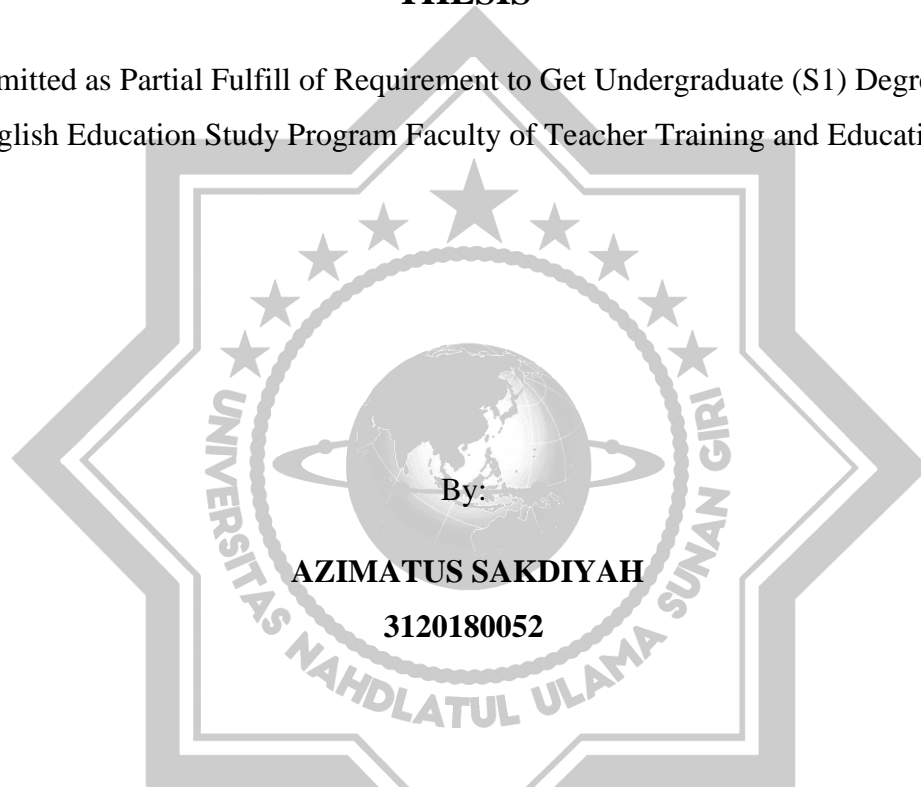 THESIS
mitted as Partial Fulfill of Requirement to Get Undergraduate (S1) Degre
glish Education Study Program Faculty of Teacher Training and Educati
By:
AZIMATUS SAKDIYAH
3120180052
UNIVERSITAS NAHDLATUL ULAMA SUNAN GIRI